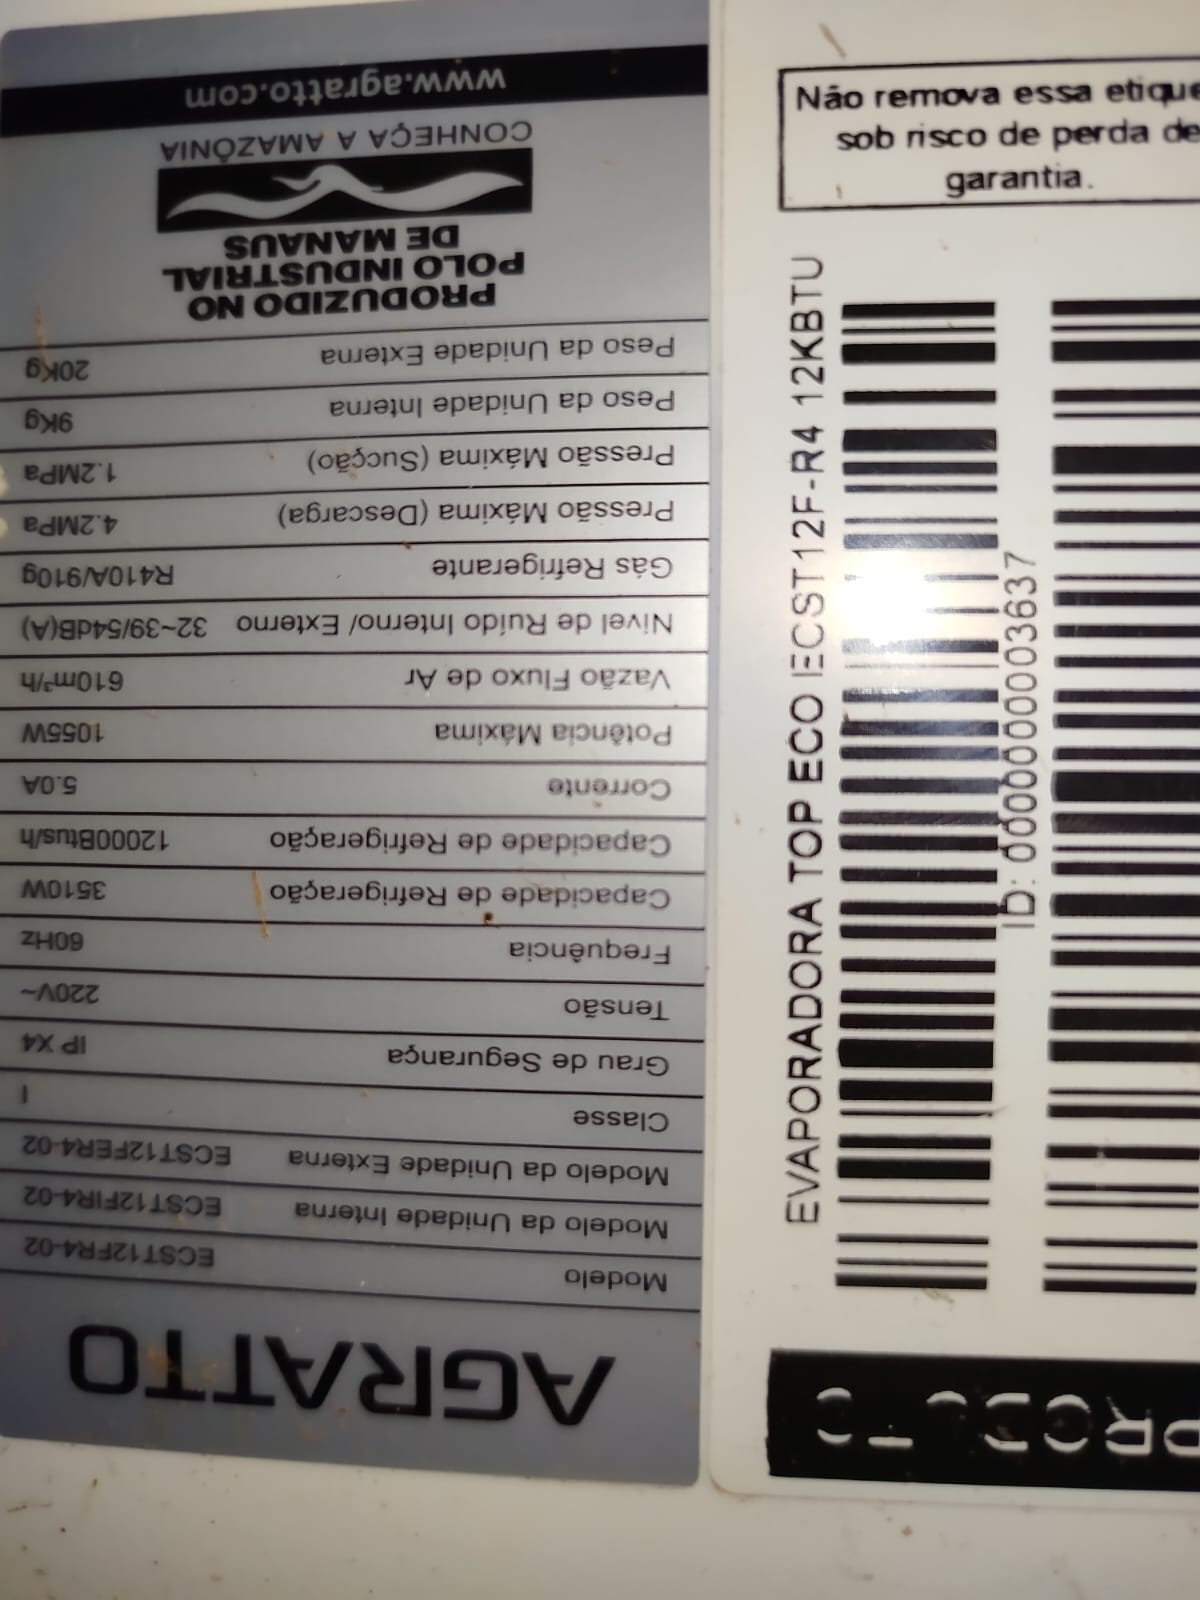 AGRATTO
Modelo ECST12FR4-02
Modelo da Unidade Interna ECST12FIR4-02
Modelo da Unidade Externa ECST12FER4-02
Classe I
Grau de Segurança IP X4
Tensão 220V~
Frequência 60Hz
Capacidade de Refrigeração 3510W
Capacidade de Refrigeração 12000Btus/h
Corrente 5.0A
Potência Máxima 1055W
Vazão Fluxo de Ar 610m³/h
Nível de Ruído Interno/ Externo 32~39/54dB(A)
Gás Refrigerante R410A/910g
Pressão Máxima (Descarga) 4.2MPa
Pressão Máxima (Sucção) 1.2MPa
Peso da Unidade Interna 9Kg
Peso da Unidade Externa 20Kg
PRODUZIDO NO
POLO INDUSTRIAL
DE MANAUS
CONHEÇA A AMAZÔNIA
www.agratto.com
Não remova essa etique
sob risco de perda de
garantia.
EVAPORADORA TOP ECO IECST12F-R4 12KBTU
ID: 0000000003637